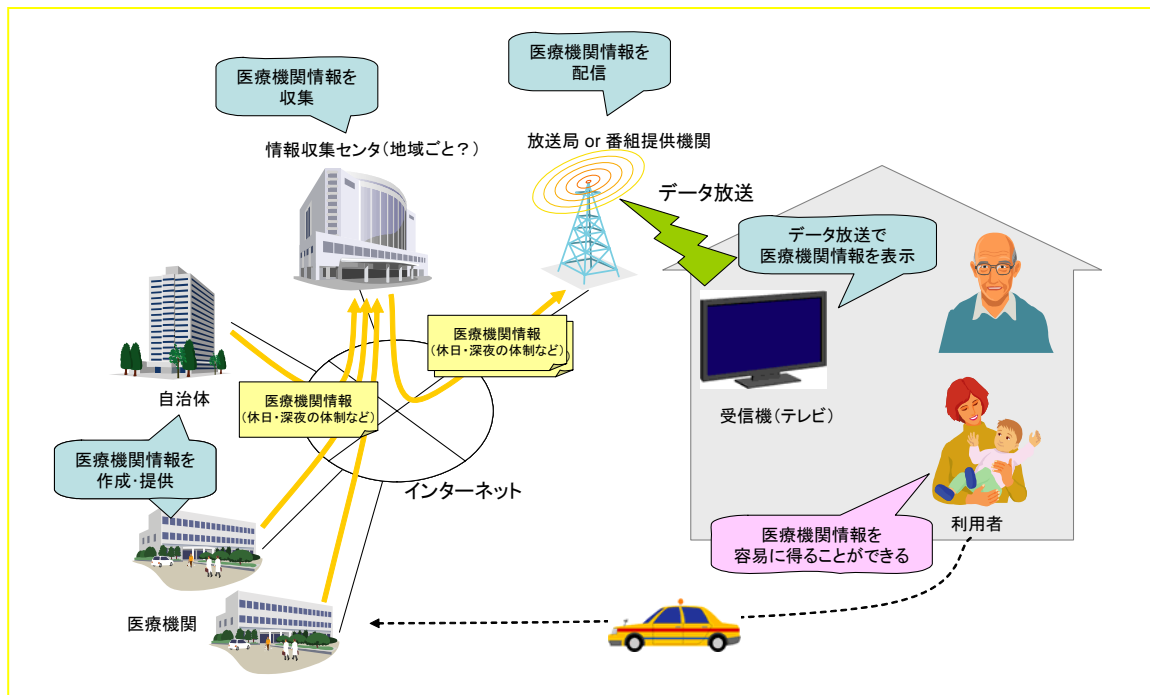 医療機関情報を
配信
医療機関情報を
収集
放送局 or 番組提供機関
情報収集センタ(地域ごと?)
データ放送
データ放送で
医療機関情報を表示
医療機関情報
(休日・深夜の体制など)
自治体
医療機関情報
(休日・深夜の体制など)
受信機(テレビ)
医療機関情報を
作成・提供
インターネット
利用者
医療機関情報を
容易に得ることができる
医療機関